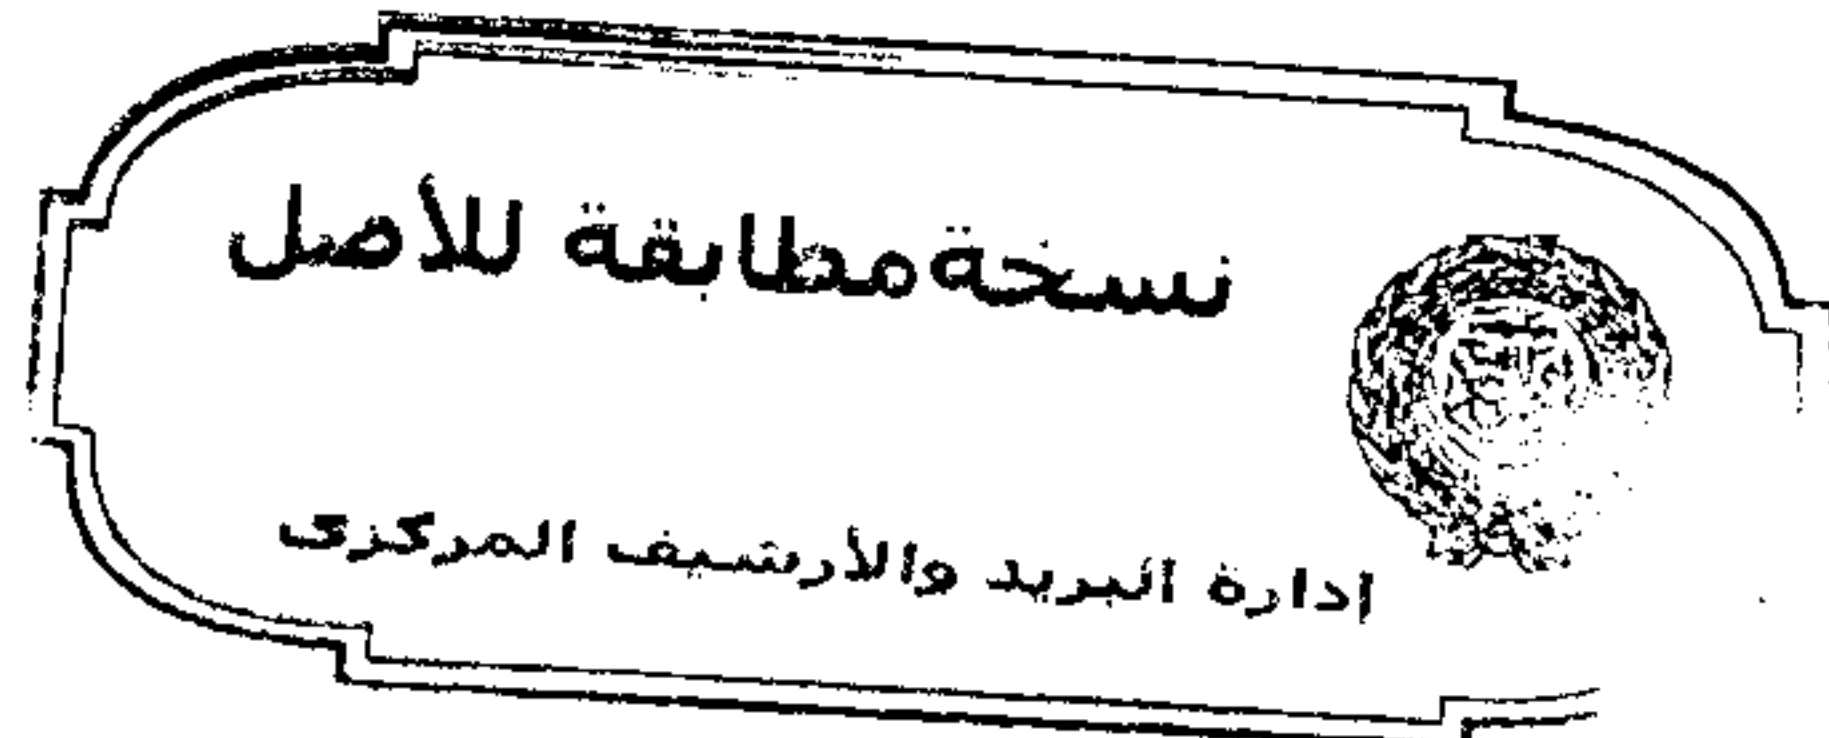 نسخة مطابقة للأصل
إدارة البريد والأرشيف المركزى